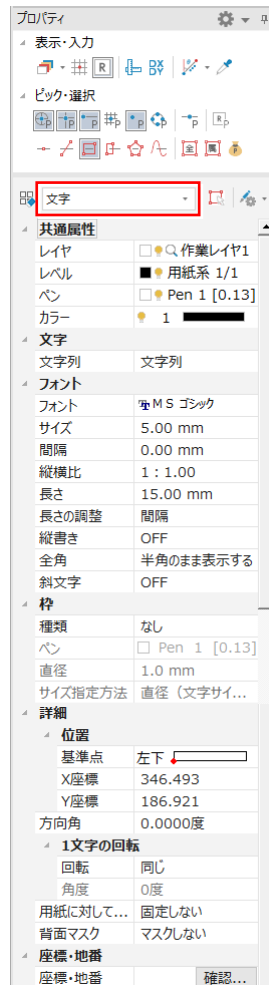 プロパティ
表示・入力
R DX DY
ピック・選択
P P P P P P P R P
全 属
文字
共通属性
レイヤ 作業レイヤ1
レベル 用紙系 1/1
ペン Pen 1 [0.13]
カラー 1
文字
文字列 文字列
フォント
フォント MS ゴシック
サイズ 5.00 mm
間隔 0.00 mm
縦横比 1：1.00
長さ 15.00 mm
長さの調整 間隔
縦書き OFF
全角 半角のまま表示する
斜文字 OFF
枠
種類 なし
ペン Pen 1 [0.13]
直径 1.0 mm
サイズ指定方法 直径（文字サイ...
詳細
位置
基準点 左下
X座標 346.493
Y座標 186.921
方向角 0.0000度
1文字の回転
回転 同じ
角度 0度
用紙に対して... 固定しない
背面マスク マスクしない
座標・地番
座標・地番 確認...